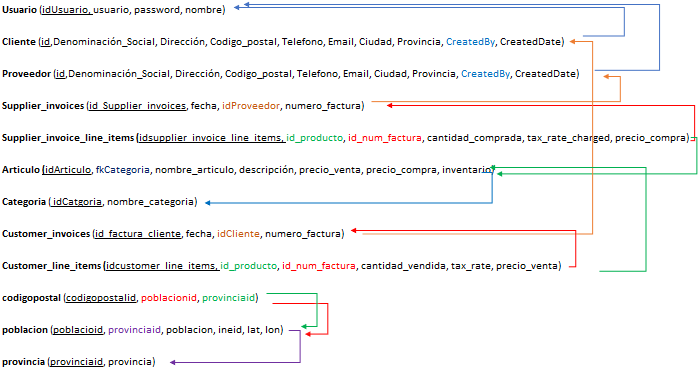 Usuario (idUsuario, usuario, password, nombre)
Cliente (id,Denominación_Social, Dirección, Codigo_postal, Telefono, Email, Ciudad, Provincia, CreatedBy, CreatedDate)
Proveedor (id,Denominación_Social, Dirección, Codigo_postal, Telefono, Email, Ciudad, Provincia, CreatedBy, CreatedDate)
Supplier_invoices (id_Supplier_invoices, fecha, idProveedor, numero_factura)
Supplier_invoice_line_items (idsupplier_invoice_line_items, id_producto, id_num_factura, cantidad_comprada, tax_rate_charged, precio_compra)
Articulo (idArticulo, fkCategoria, nombre_articulo, descripción, precio_venta, precio_compra, inventario)
Categoria ( idCatgoria, nombre_categoria)
Customer_invoices (id_factura_cliente, fecha, idCliente, numero_factura)
Customer_line_items (idcustomer_line_items, id_producto, id_num_factura, cantidad_vendida, tax_rate, precio_venta)
codigopostal (codigopostalid, poblacionid, provinciaid)
poblacion (poblacioid, provinciaid, poblacion, ineid, lat, lon)
provincia (provinciaid, provincia)